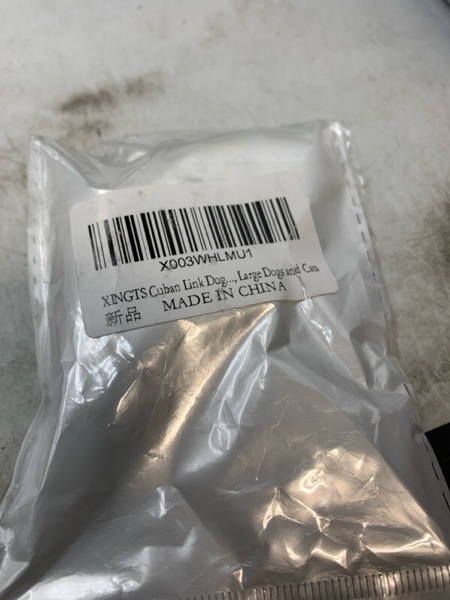 X003WHLMU1
XINGTS Cuban Link Dog..., Large Dogs and Cats
新品 MADE IN CHINA